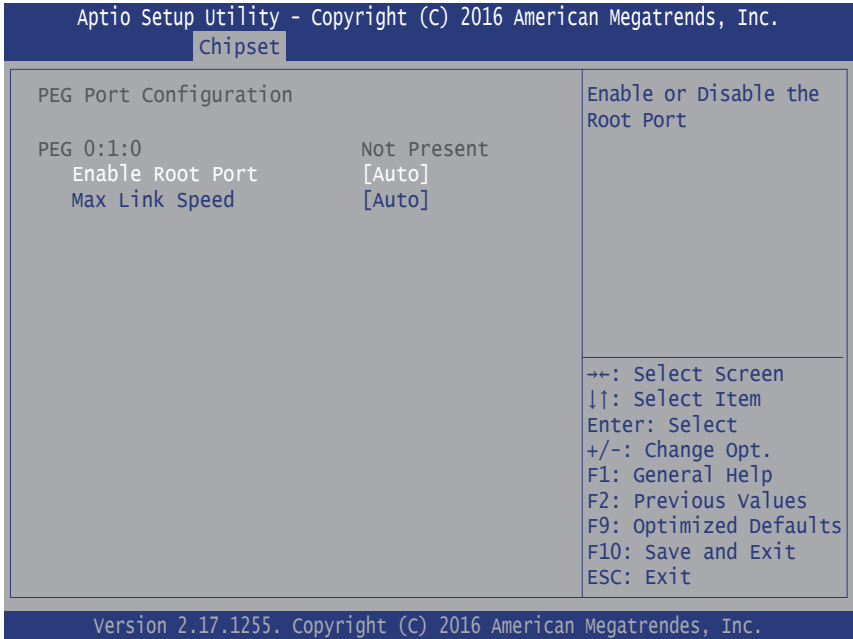 Aptio Setup Utility - Copyright (C) 2016 American Megatrends, Inc.
Chipset
PEG Port Configuration
PEG 0:1:0 Not Present
Enable Root Port [Auto]
Max Link Speed [Auto]
Enable or Disable the
Root Port
→←: Select Screen
↓↑: Select Item
Enter: Select
+/-: Change Opt.
F1: General Help
F2: Previous Values
F9: Optimized Defaults
F10: Save and Exit
ESC: Exit
Version 2.17.1255. Copyright (C) 2016 American Megatrendes, Inc.